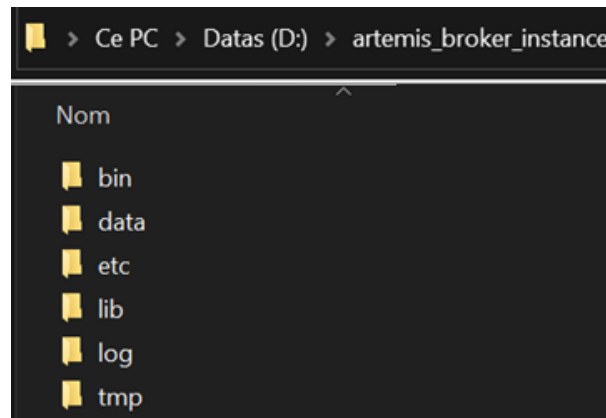 > Ce PC > Datas (D:) > artemis_broker_instance
Nom
bin
data
etc
lib
log
tmp